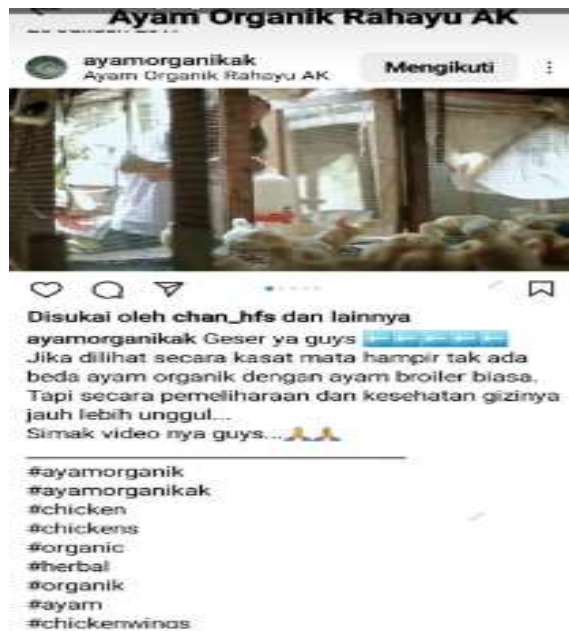 Ayam Organik Rahayu AK
ayamorganikak
Ayam Organik Rahayu AK
Mengikuti
Disukai oleh chan_hfs dan lainnya
ayamorganikak Geser ya guys
Jika dilihat secara kasat mata hampir tak ada
beda ayam organik dengan ayam broiler biasa,
Tapi secara pemeliharaan dan kesehatan gizinya
jauh lebih unggul...
Simak video nya guys...🙏🙏
#ayamorganik
#ayamorganikak
#chicken
#chickens
#organic
#herbal
#organik
#ayam
#chickenwings